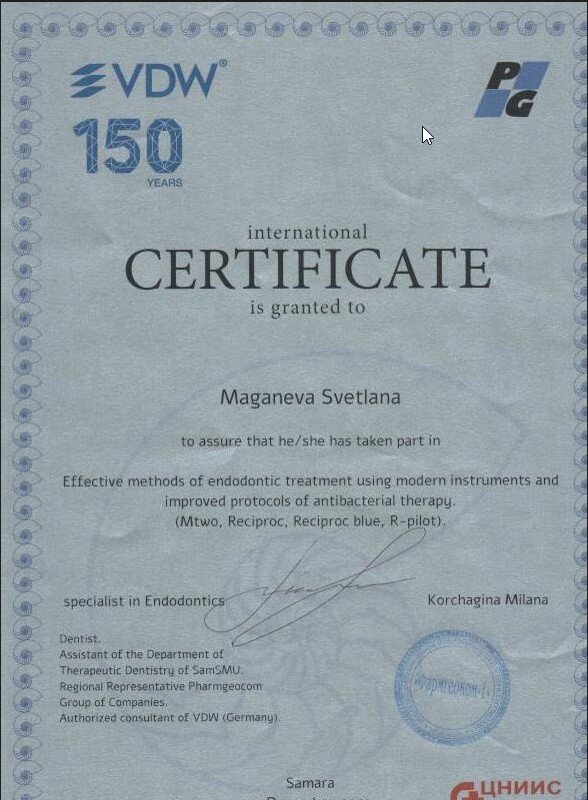 VDW®
150
YEARS
PG
international
CERTIFICATE
is granted to
Maganeva Svetlana
to assure that he/she has taken part in
Effective methods of endodontic treatment using modern instruments and
improved protocols of antibacterial therapy.
(Mtwo, Reciproc, Reciproc blue, R-pilot).
specialist in Endodontics
Korchagina Milana
Dentist.
Assistant of the Department of
Therapeutic Dentistry of SamSMU.
Regional Representative Pharmgeocom
Group of Companies.
Authorized consultant of VDW (Germany).
Фармгеоком-1
Samara
ЦНИИС